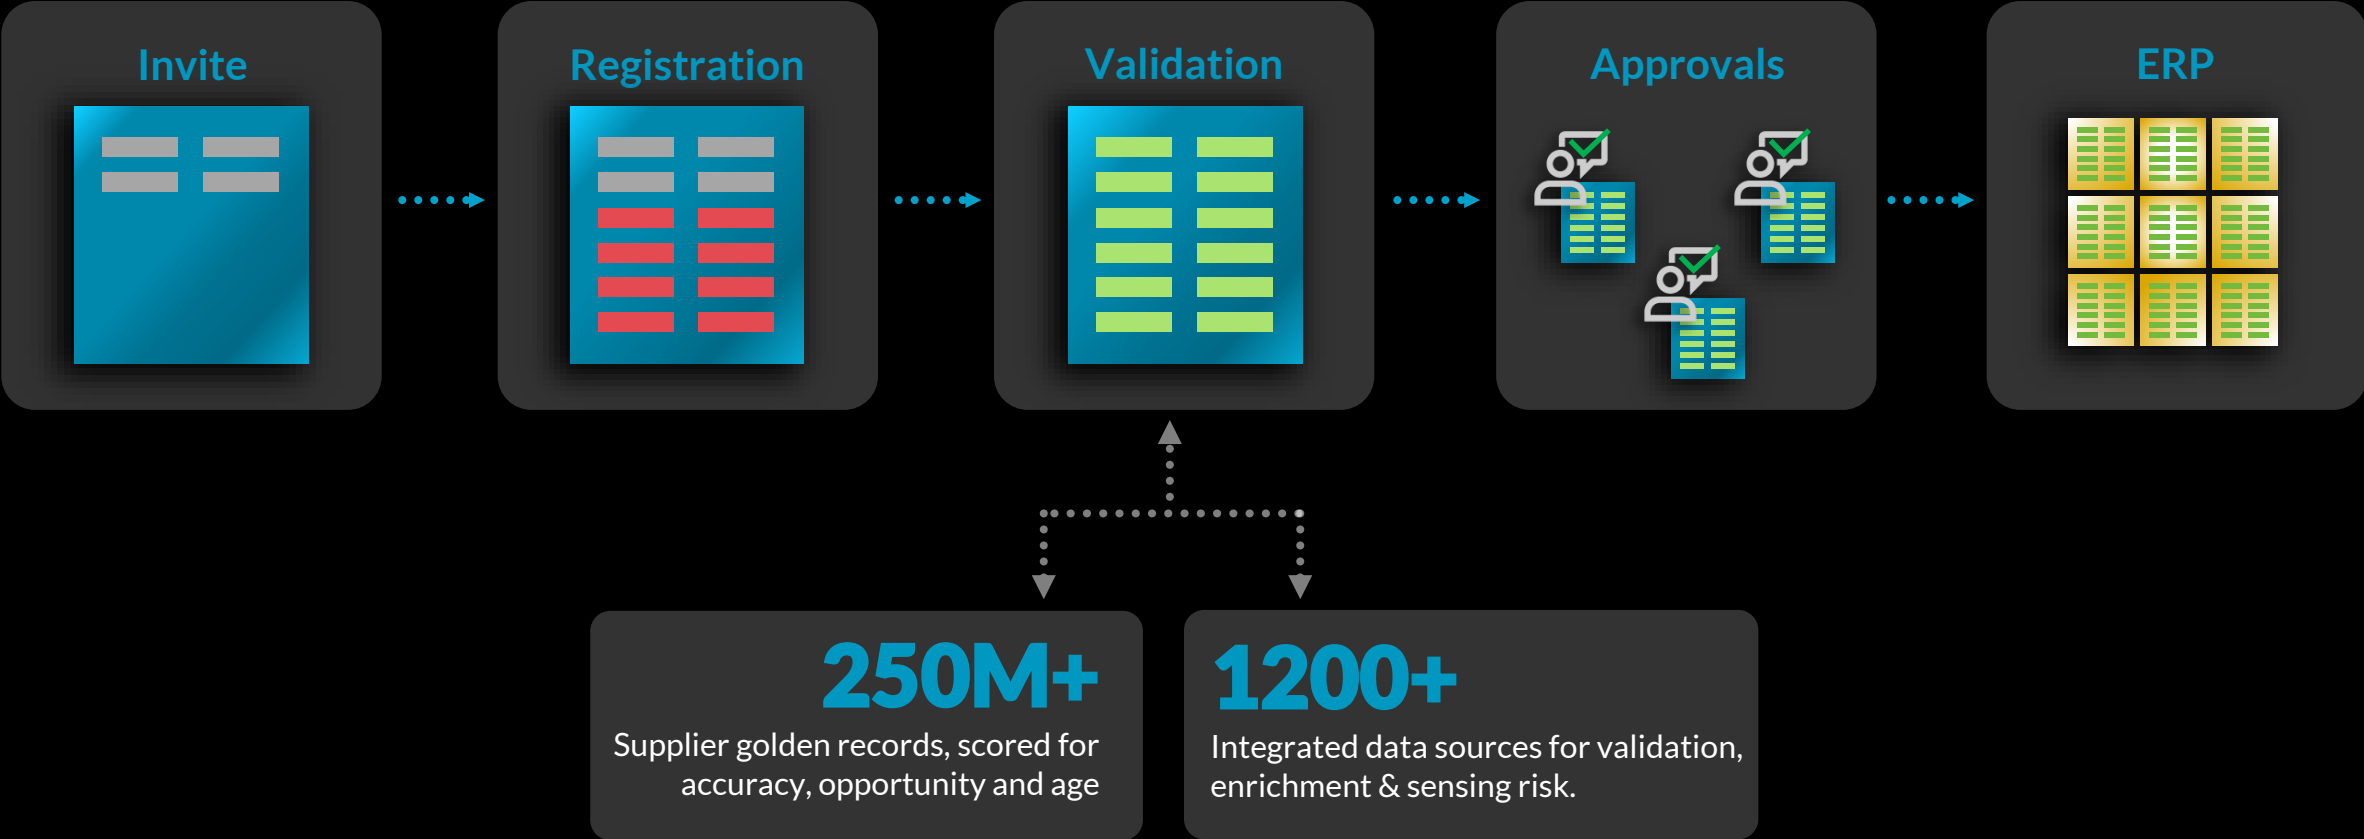 Invite
Registration
Validation
Approvals
ERP
250M+
Supplier golden records, scored for
accuracy, opportunity and age
1200+
Integrated data sources for validation,
enrichment & sensing risk.